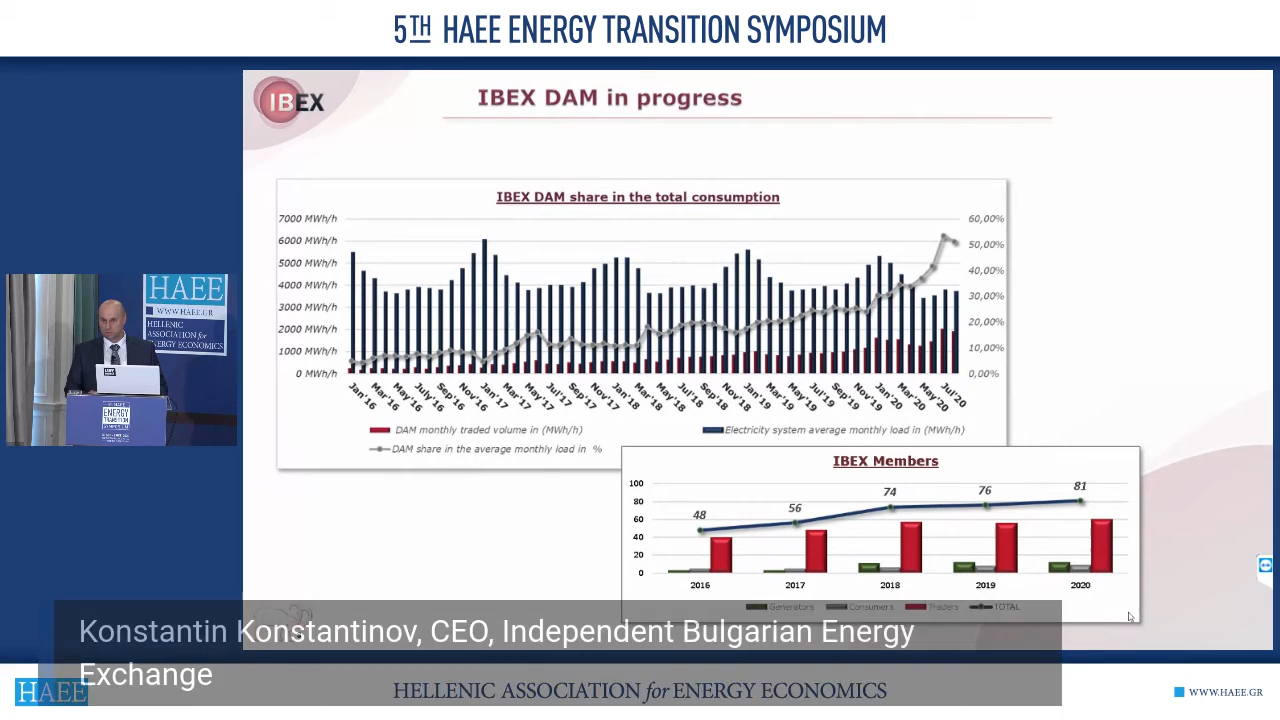 5TH HAEE ENERGY TRANSITION SYMPOSIUM
IBEX
IBEX DAM in progress
IBEX DAM share in the total consumption
7000 MWh/h
6000 MWh/h
5000 MWh/h
4000 MWh/h
3000 MWh/h
2000 MWh/h
1000 MWh/h
0 MWh/h
60,00%
50,00%
40,00%
30,00%
20,00%
10,00%
0,00%
Jan'16 Mar'16 May'16 July'16 Sep'16 Nov'16 Jan'17 Mar'17 May'17 Jul'17 Sep'17 Nov'17 Jan'18 Mar'18 May'18 Jul'18 Sep'18 Nov'18 Jan'19 Mar'19 May'19 Jul'19 Sep'19 Nov'19 Jan'20 Mar'20 May'20 Jul'20
DAM monthly traded volume in (MWh/h) Electricity system average monthly load in (MWh/h)
DAM share in the average monthly load in %
IBEX Members
100
80
60
40
20
0
48 56 74 76 81
2016 2017 2018 2019 2020
Generators Consumers Traders TOTAL
HAEE
WWW.HAEE.GR
HELLENIC
ASSOCIATION for
ENERGY ECONOMICS
ENERGY
TRANSITION
SYMPOSIUM
Konstantin Konstantinov, CEO, Independent Bulgarian Energy
Exchange
HAEE
HELLENIC ASSOCIATION for ENERGY ECONOMICS
WWW.HAEE.GR